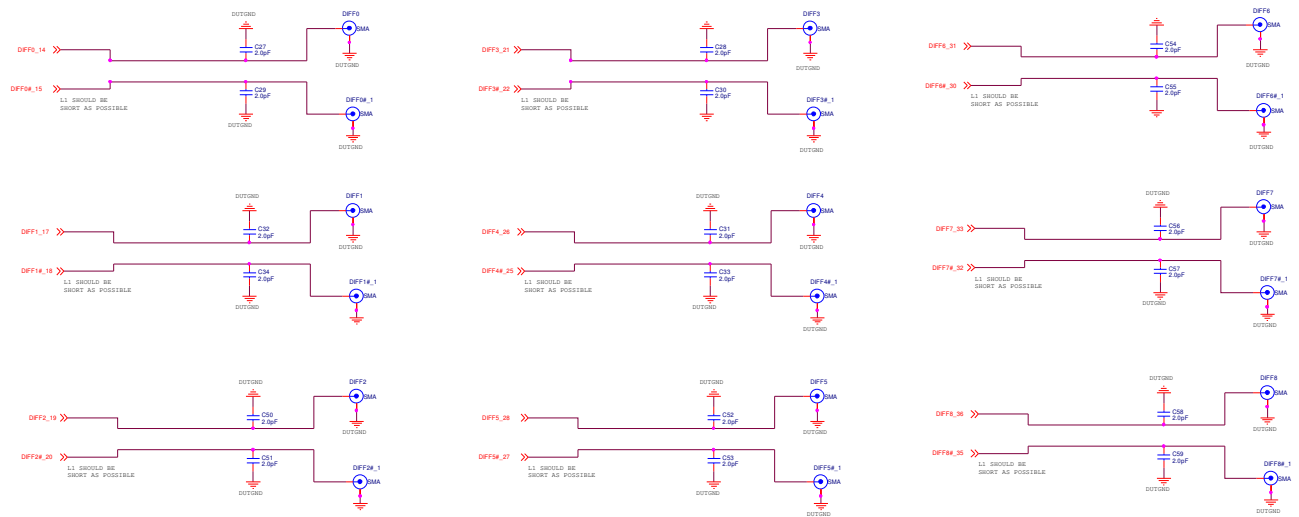 DUTGND
DIFF0
SMA
DIFF0_14
C27
2.0pF
DUTGND
DIFF0#_15
C29
2.0pF
L1 SHOULD BE
SHORT AS POSSIBLE
DIFF0#_1
SMA
DUTGND
DUTGND
DUTGND
DIFF3
SMA
DIFF3_21
C28
2.0pF
DUTGND
DIFF3#_22
C30
2.0pF
L1 SHOULD BE
SHORT AS POSSIBLE
DIFF3#_1
SMA
DUTGND
DIFF6
SMA
DIFF6_31
C54
2.0pF
DUTGND
DIFF6#_30
C55
2.0pF
L1 SHOULD BE
SHORT AS POSSIBLE
DIFF6#_1
SMA
DUTGND
DUTGND
DIFF1
SMA
DIFF1_17
C32
2.0pF
DIFF1#_18
C34
2.0pF
L1 SHOULD BE
SHORT AS POSSIBLE
DIFF1#_1
SMA
DUTGND
DUTGND
DIFF4
SMA
DIFF4_26
C31
2.0pF
DIFF4#_25
C33
2.0pF
L1 SHOULD BE
SHORT AS POSSIBLE
DIFF4#_1
SMA
DUTGND
DUTGND
DIFF7
SMA
DIFF7_33
C56
2.0pF
DUTGND
DIFF7#_32
C57
2.0pF
L1 SHOULD BE
SHORT AS POSSIBLE
DIFF7#_1
SMA
DUTGND
DUTGND
DUTGND
DIFF2
SMA
DIFF2_19
C50
2.0pF
DUTGND
DIFF2#_20
C51
2.0pF
L1 SHOULD BE
SHORT AS POSSIBLE
DIFF2#_1
SMA
DUTGND
DUTGND
DIFF5
SMA
DIFF5_28
C52
2.0pF
DUTGND
DIFF5#_27
C53
2.0pF
L1 SHOULD BE
SHORT AS POSSIBLE
DIFF5#_1
SMA
DUTGND
DUTGND
DIFF8
SMA
DIFF8_36
C58
2.0pF
DUTGND
DIFF8#_35
C59
2.0pF
L1 SHOULD BE
SHORT AS POSSIBLE
DIFF8#_1
SMA
DUTGND
DUTGND